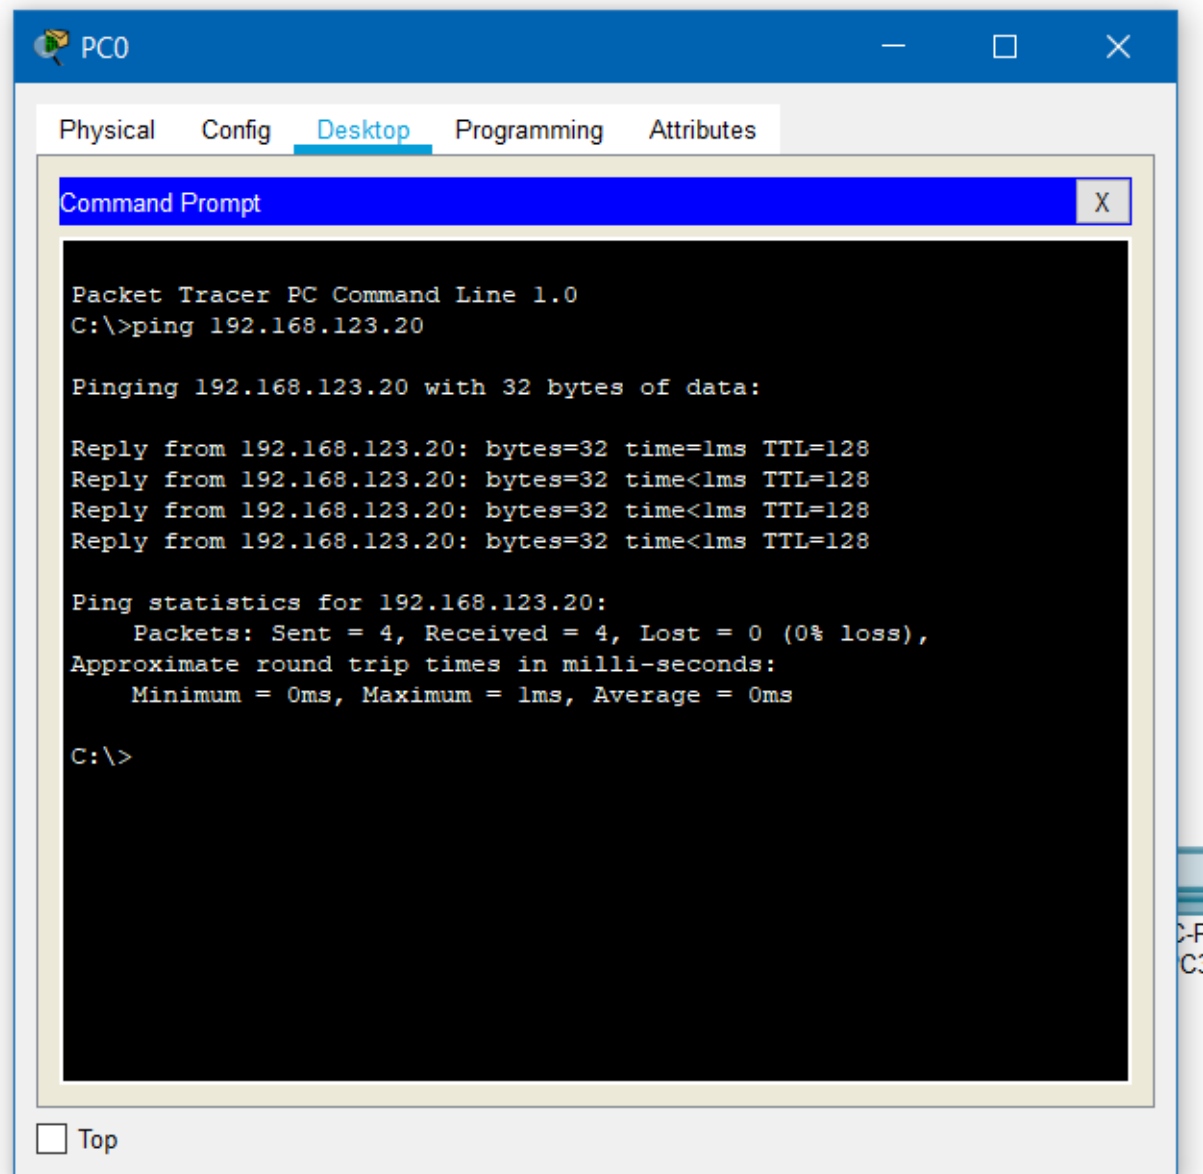 PC0
Physical Config Desktop Programming Attributes
Command Prompt X
Packet Tracer PC Command Line 1.0
C:\>ping 192.168.123.20
Pinging 192.168.123.20 with 32 bytes of data:
Reply from 192.168.123.20: bytes=32 time=1ms TTL=128
Reply from 192.168.123.20: bytes=32 time<1ms TTL=128
Reply from 192.168.123.20: bytes=32 time<1ms TTL=128
Reply from 192.168.123.20: bytes=32 time<1ms TTL=128
Ping statistics for 192.168.123.20:
Packets: Sent = 4, Received = 4, Lost = 0 (0% loss),
Approximate round trip times in milli-seconds:
Minimum = 0ms, Maximum = 1ms, Average = 0ms
C:\>
Top